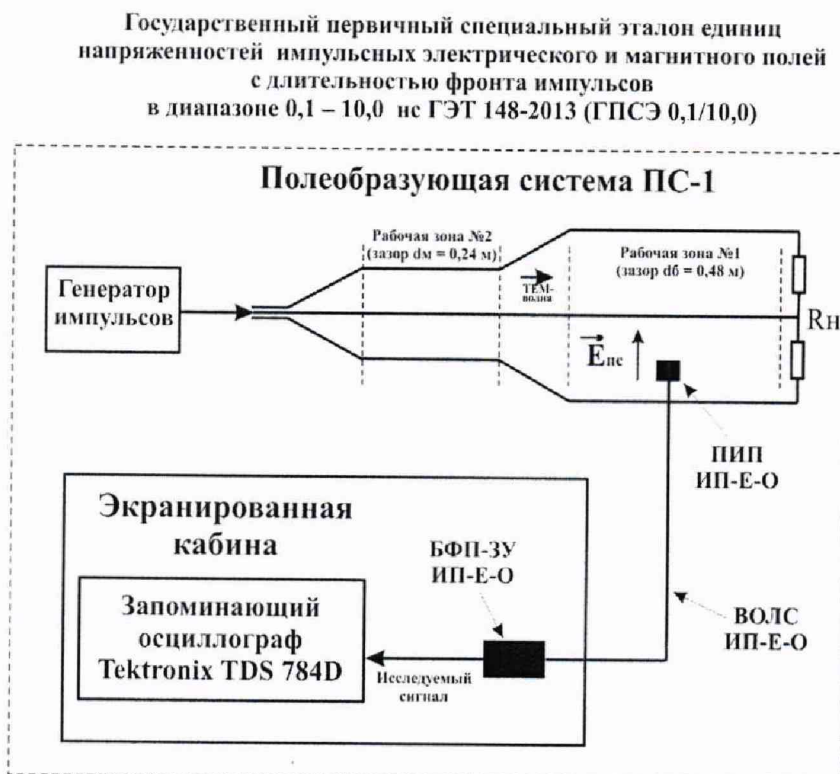 Государственный первичный специальный эталон единиц
напряженностей импульсных электрического и магнитного полей
с длительностью фронта импульсов
в диапазоне 0,1 – 10,0 нс ГЭТ 148-2013 (ГПСЭ 0,1/10,0)
Полеобразующая система ПС-1
Рабочая зона №2
(зазор dм = 0,24 м)
Рабочая зона №1
(зазор dб = 0,48 м)
Генератор
импульсов
ТЕМ-
волна
Rн
Eпс
ПИП
ИП-Е-О
Экранированная
кабина
БФП-ЗУ
ИП-Е-О
Запоминающий
осциллограф
Tektronix TDS 784D
Исследуемый
сигнал
ВОЛС
ИП-Е-О